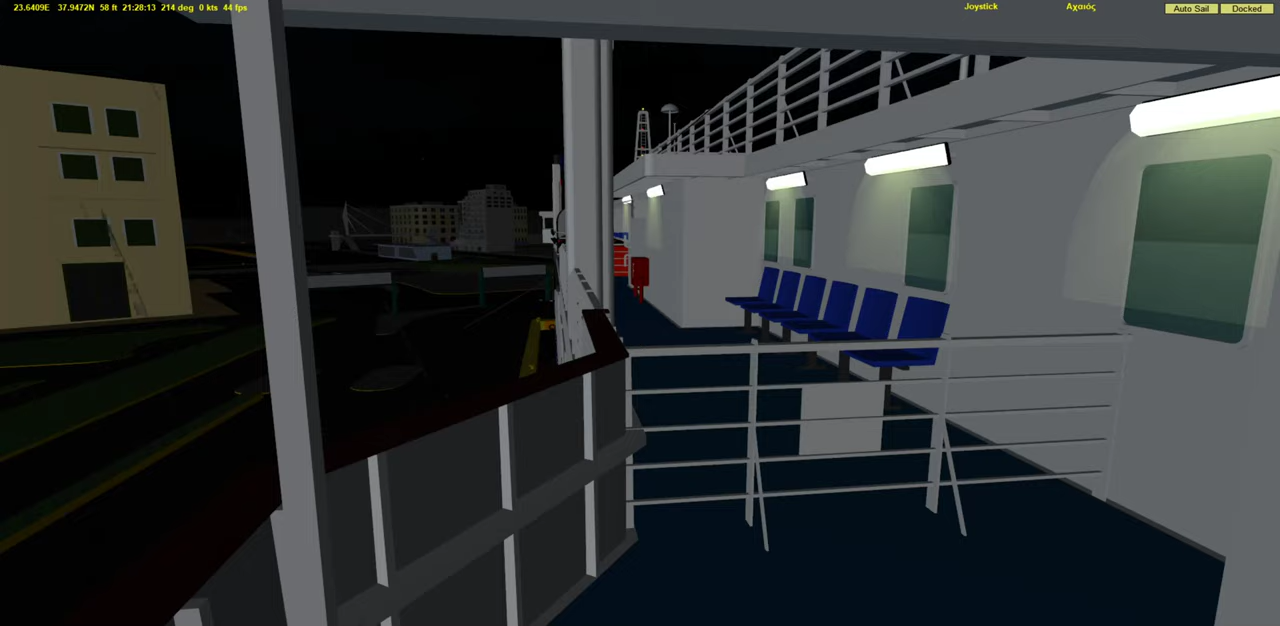 23.6409E 37.9472N 58 ft 21:28:13 214 deg 0 kts 44 fps Joystick Αχαιός Auto Sail Docked